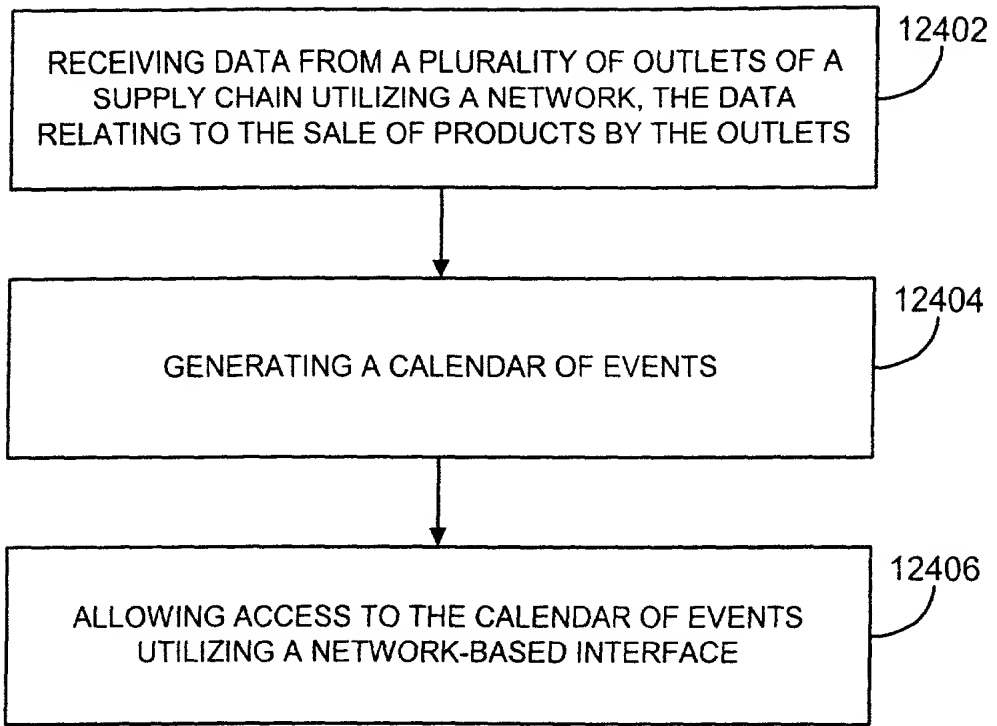 12402
RECEIVING DATA FROM A PLURALITY OF OUTLETS OF A
SUPPLY CHAIN UTILIZING A NETWORK, THE DATA
RELATING TO THE SALE OF PRODUCTS BY THE OUTLETS
12404
GENERATING A CALENDAR OF EVENTS
12406
ALLOWING ACCESS TO THE CALENDAR OF EVENTS
UTILIZING A NETWORK-BASED INTERFACE